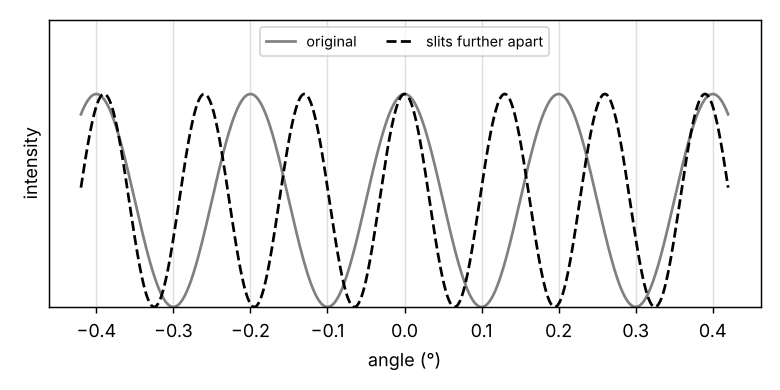 original
slits further apart
intensity
−0.4 −0.3 −0.2 −0.1 0.0 0.1 0.2 0.3 0.4
angle (°)